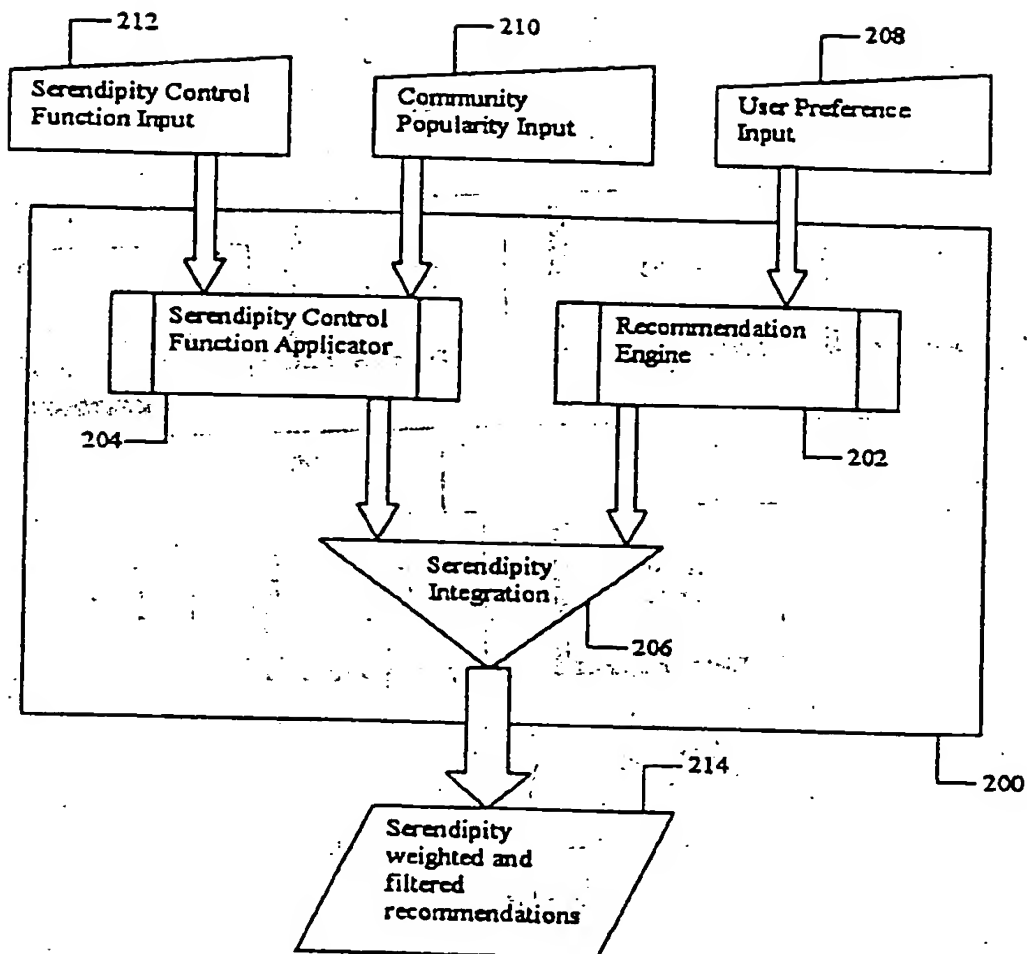 212
210
208
Serendipity Control
Function Input
Community
Popularity Input
User Preference
Input
Serendipity Control
Function Applicator
Recommendation
Engine
204
202
Serendipity
Integration
206
200
214
Serendipity
weighted and
filtered
recommendations